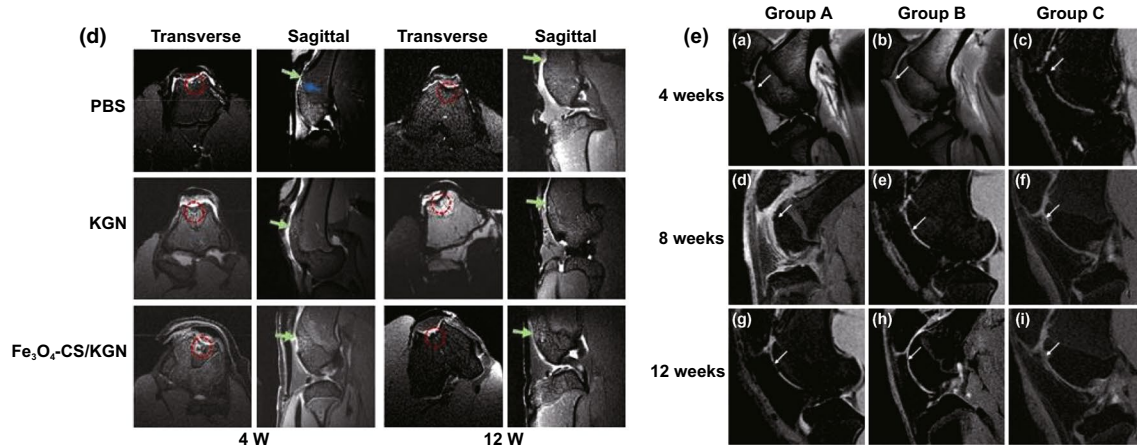 (d)
Transverse Sagittal Transverse Sagittal
PBS
KGN
Fe₃O₄-CS/KGN
4 W 12 W
(e)
Group A Group B Group C
4 weeks
(a) (b) (c)
8 weeks
(d) (e) (f)
12 weeks
(g) (h) (i)